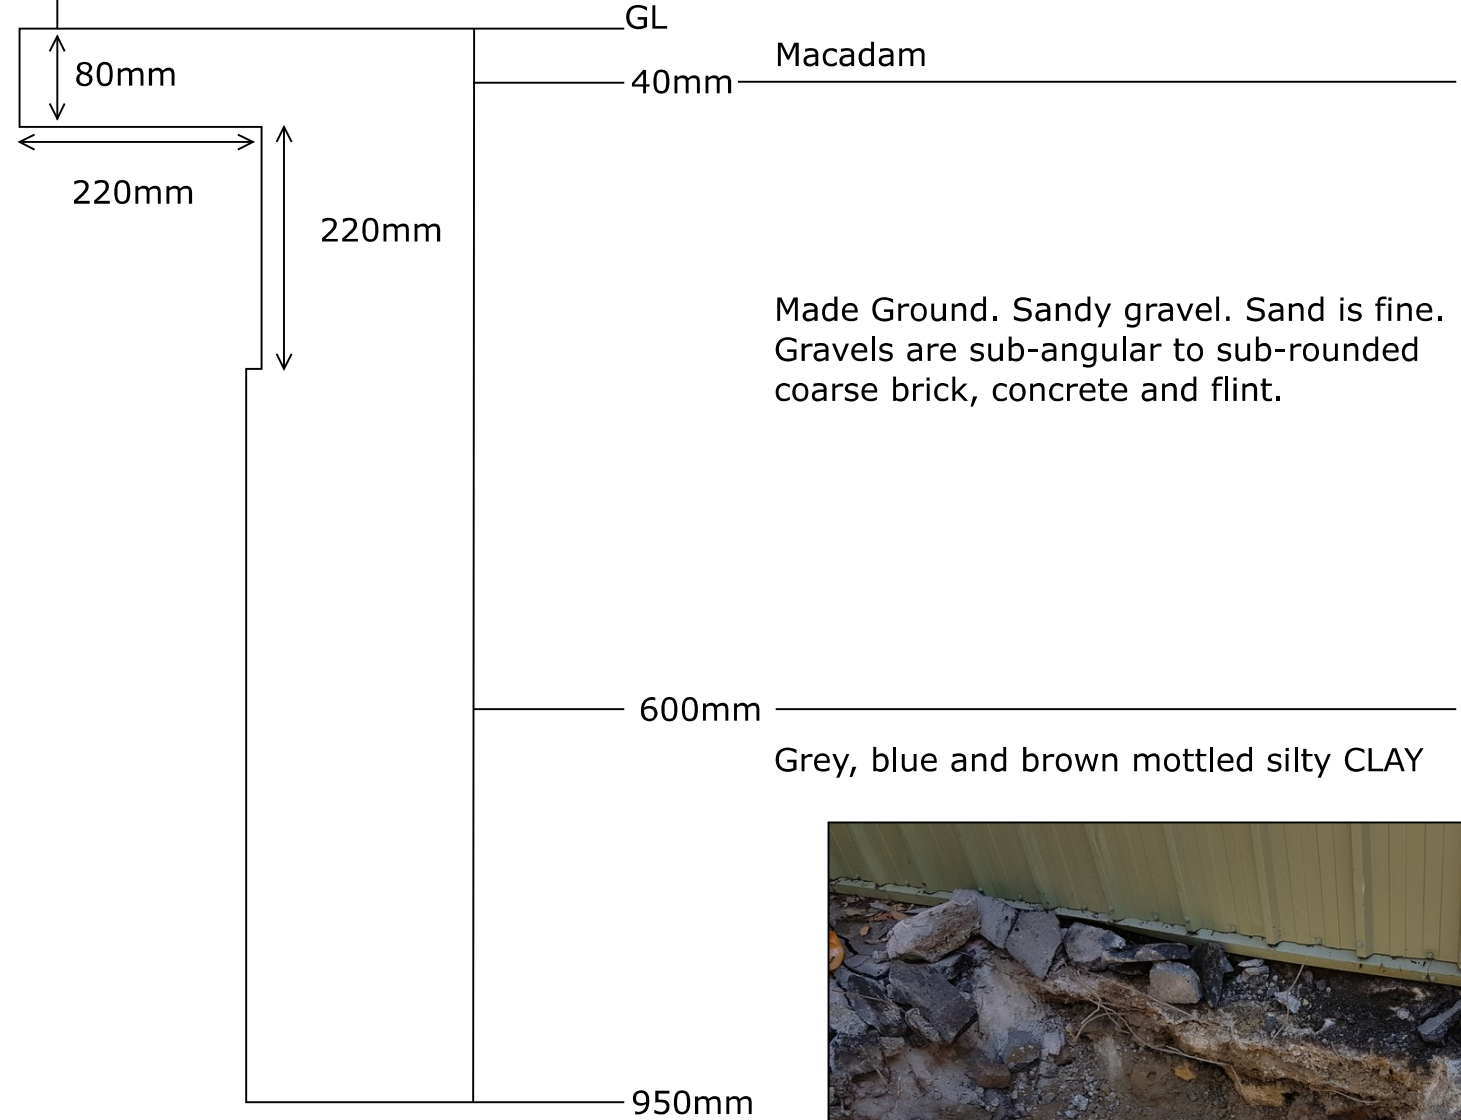 GL
Macadam
80mm
40mm
220mm
220mm
Made Ground. Sandy gravel. Sand is fine.
Gravels are sub-angular to sub-rounded
coarse brick, concrete and flint.
600mm
Grey, blue and brown mottled silty CLAY
950mm